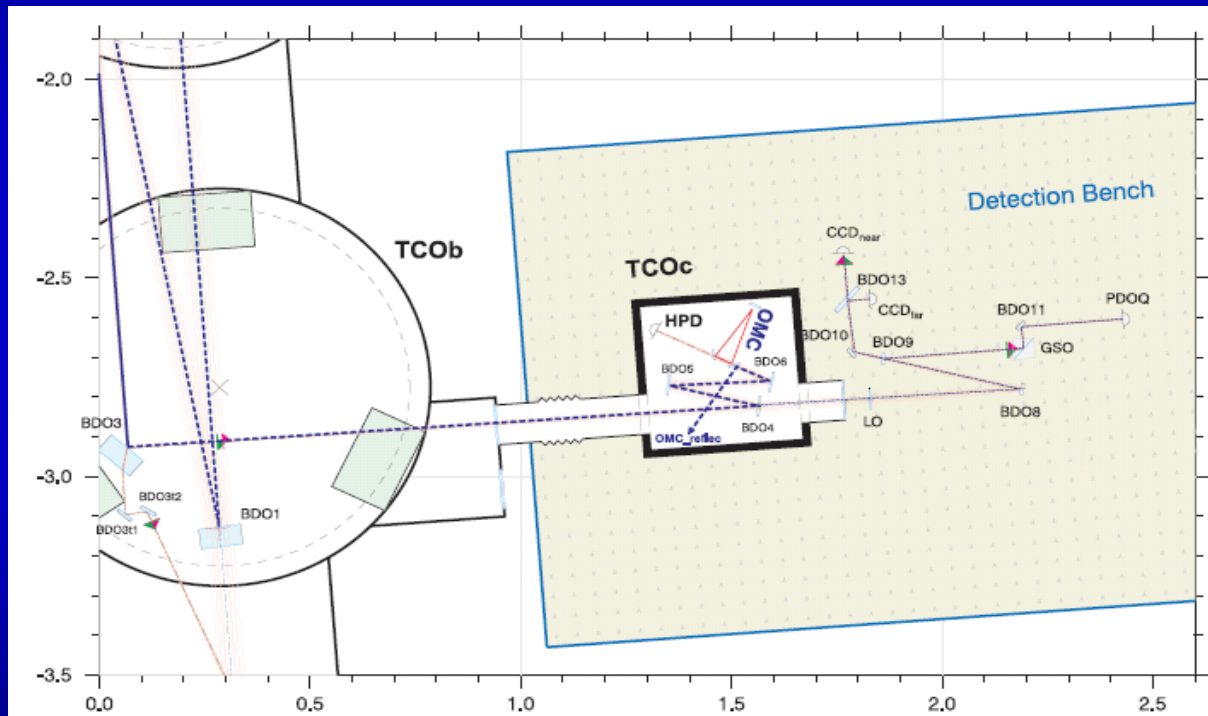 -2.0
Detection Bench
CCDnear
TCOb
TCOc
-2.5
BDO13
CCDfar
BDO11
PDOQ
HPD
OMC
BDO10
BDO9
GSO
BDO5
BDO6
BDO8
LO
BDO4
OMC_reflec
BDO3
-3.0
BDO3t2
BDO1
BDO3t1
-3.5
0.0
0.5
1.0
1.5
2.0
2.5